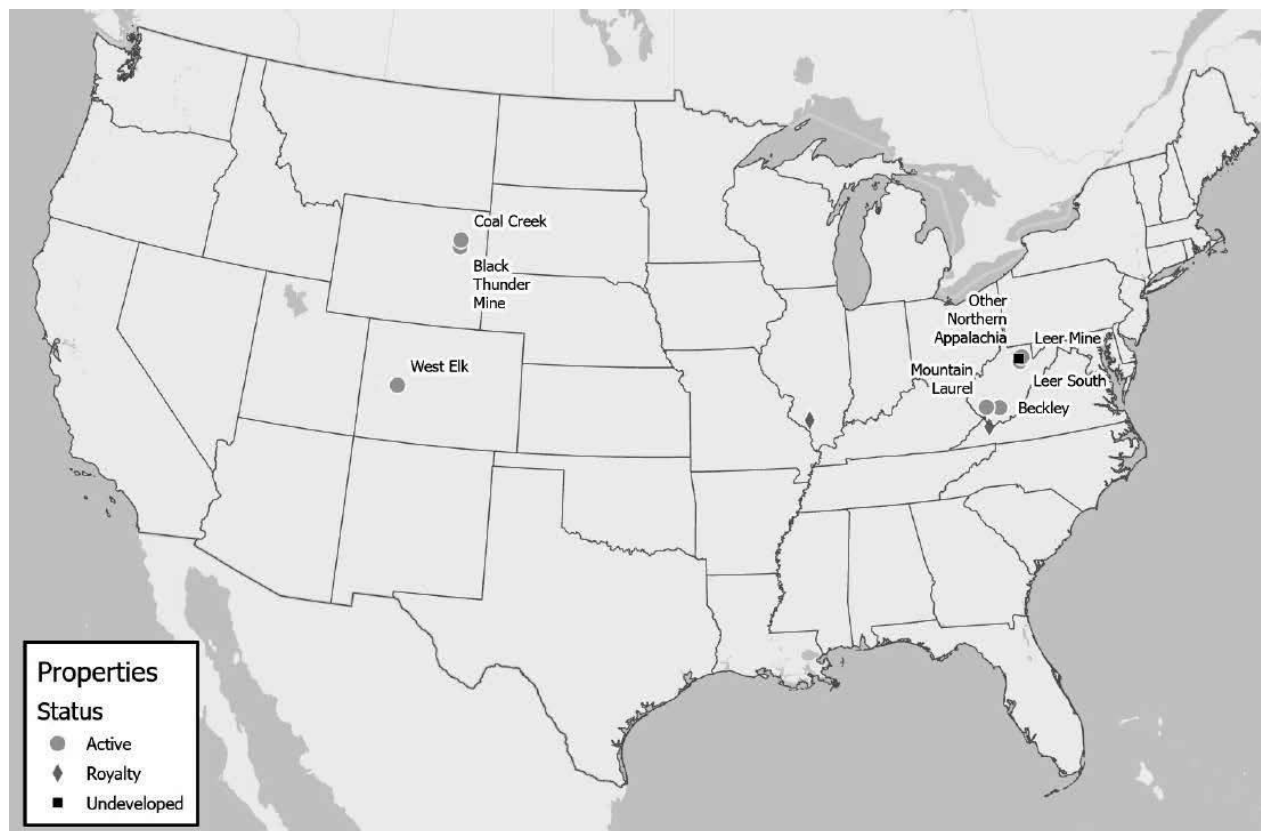 Coal Creek
Black
Thunder
Mine
West Elk
Other
Northern
Appalachia
Leer Mine
Mountain
Laurel
Leer South
Beckley
Properties
Status
Active
Royalty
Undeveloped